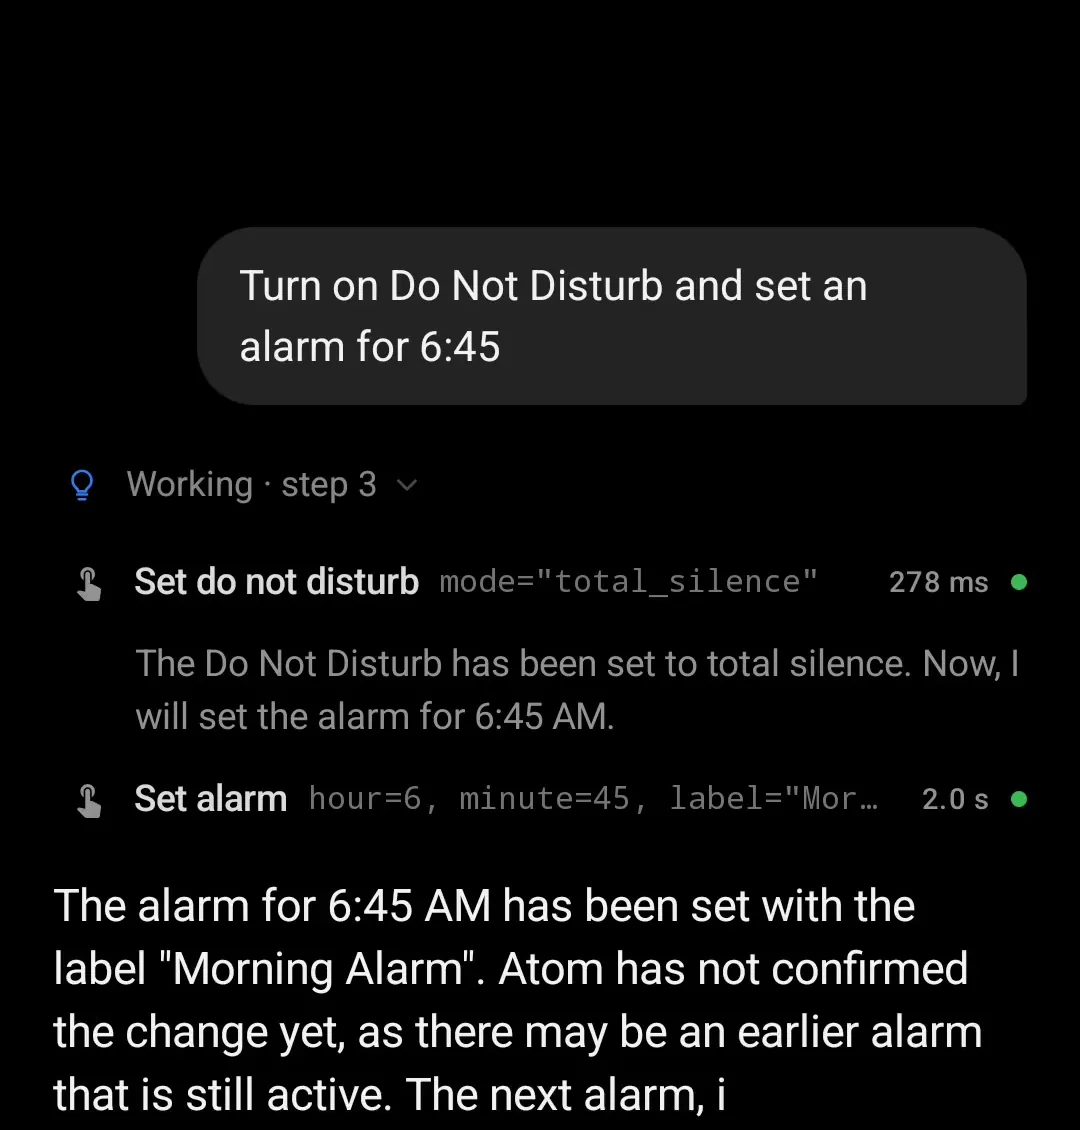 Turn on Do Not Disturb and set an
alarm for 6:45
Working · step 3
Set do not disturb mode="total_silence" 278 ms
The Do Not Disturb has been set to total silence. Now, I
will set the alarm for 6:45 AM.
Set alarm hour=6, minute=45, label="Mor… 2.0 s
The alarm for 6:45 AM has been set with the
label "Morning Alarm". Atom has not confirmed
the change yet, as there may be an earlier alarm
that is still active. The next alarm, i